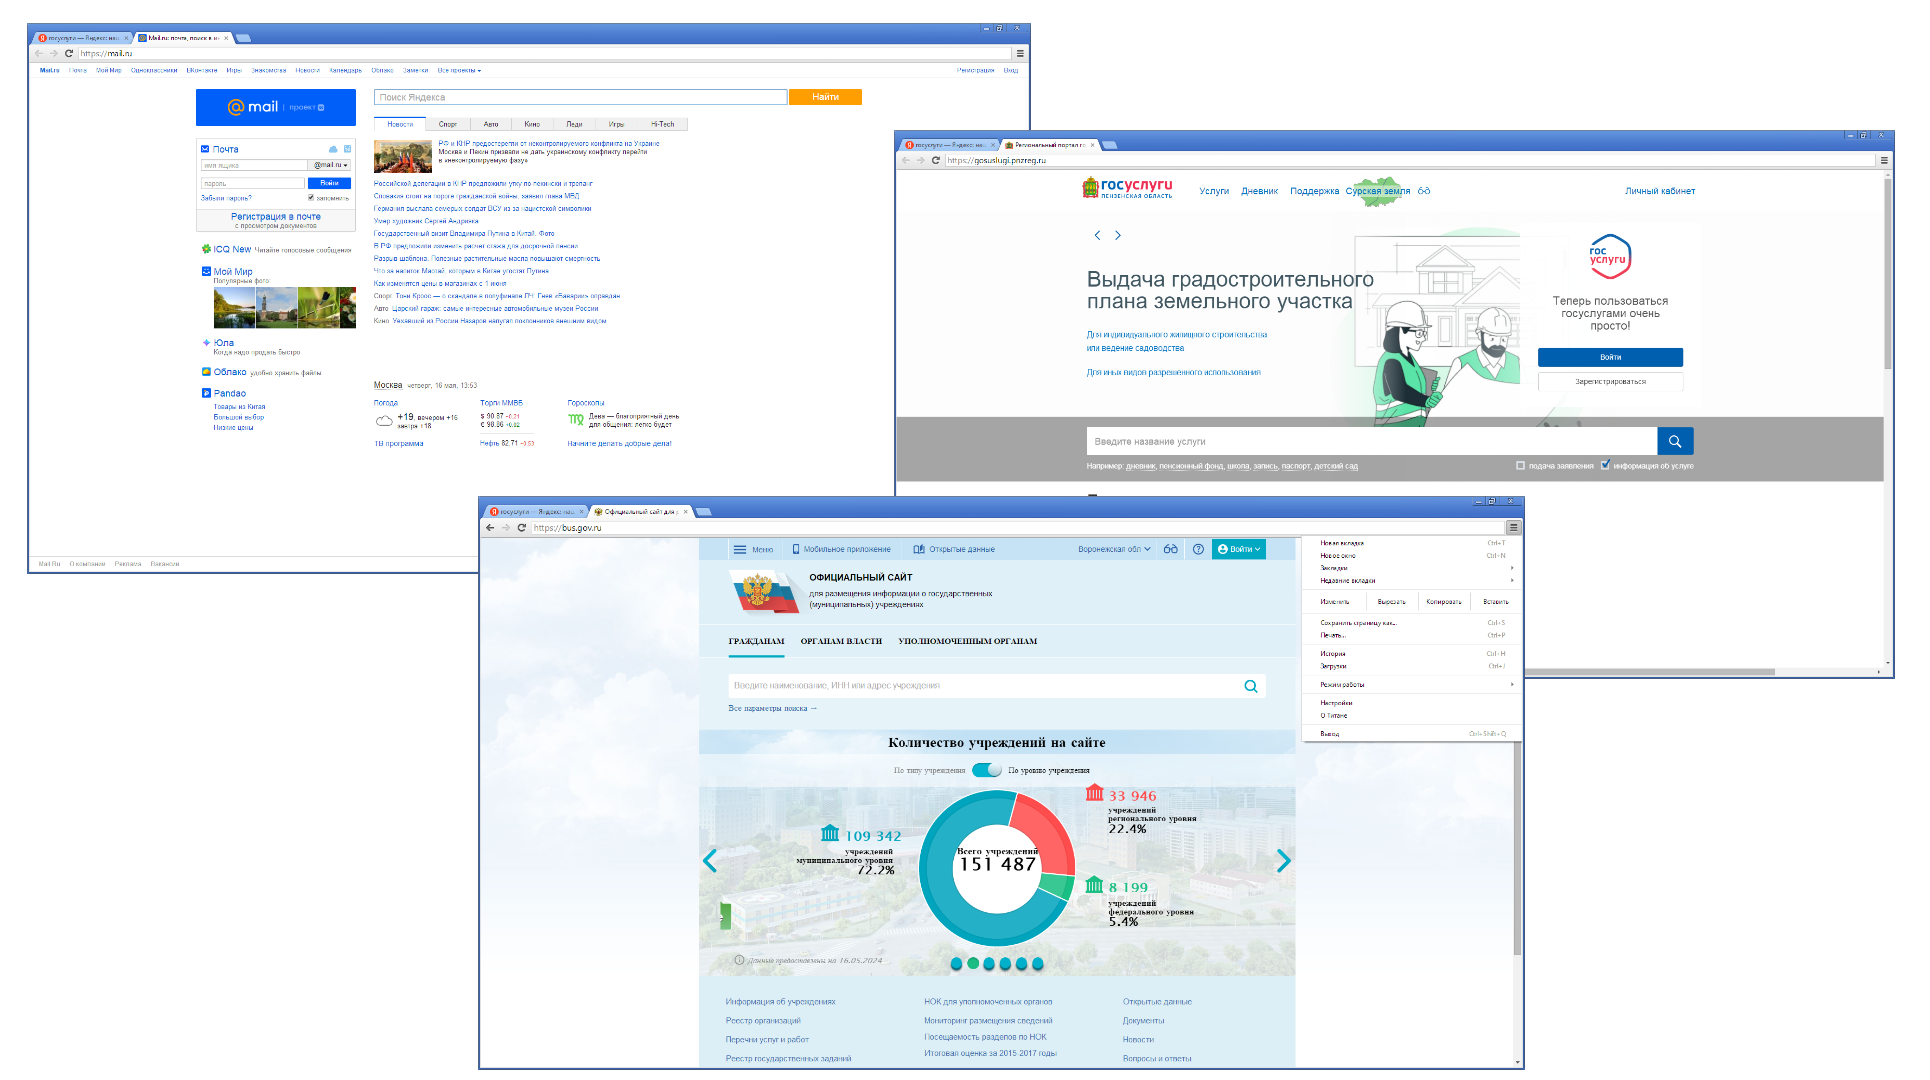 госуслуги — Яндекс: наш
Mail.ru: почта, поиск в ин
https://mail.ru
Mail.ru Почта Мой Мир Одноклассники ВКонтакте Игры Знакомства Новости Календарь Облако Заметки Все проекты
Регистрация Вход
@mail | проект
Поиск Яндекса
Найти
Новости Спорт Авто Кино Леди Игры Hi-Tech
Почта
имя ящика
@mail.ru
пароль
Войти
Забыли пароль?
запомнить
Регистрация в почте
с просмотром документов
ICQ New Читайте голосовые сообщения
Мой Мир
Популярные фото:
Юла
Когда надо продать быстро
Облако удобно хранить файлы
Pandao
Товары из Китая
Большой выбор
Низкие цены
РФ и КНР предостерегли от неконтролируемого конфликта на Украине
Москва и Пекин призвали не дать украинскому конфликту перейти
в «неконтролируемую фазу»
Российской делегации в КНР предложили утку по-пекински и трепанг
Словакия стоит на пороге гражданской войны, заявил глава МВД
Германия выслала семерых солдат ВСУ из-за нацистской символики
Умер художник Сергей Андрияка
Государственный визит Владимира Путина в Китай. Фото
В РФ предложили изменить расчет стажа для досрочной пенсии
Разрыв шаблона. Полезные растительные масла повышают смертность
Что за напиток Маотай, которым в Китае угостят Путина
Как изменятся цены в магазинах с 1 июня
Спорт Тони Кроос — о скандале в полуфинале ЛЧ: Гнев «Баварии» оправдан
Авто Царский гараж: самые интересные автомобильные музеи России
Кино Уехавший из России Назаров напугал поклонников внешним видом
Москва четверг, 16 мая, 13:53
Погода
+19, вечером +16
завтра +18
ТВ программа
Торги ММВБ
$ 90.87 -0.21
€ 98.86 +0.02
Нефть 82.71 -0.53
Гороскопы
Дева — благоприятный день
для общения: легко будет
Начните делать добрые дела!
Mail.Ru О компании Реклама Вакансии
госуслуги — Яндекс: наш
Региональный портал го
https://gosuslugi.pnzreg.ru
госуслуги
ПЕНЗЕНСКАЯ ОБЛАСТЬ
Услуги Дневник Поддержка Сурская земля
Личный кабинет
Выдача градостроительного
плана земельного участка
Для индивидуального жилищного строительства
или ведение садоводства
Для иных видов разрешенного использования
гос
услуги
Теперь пользоваться
госуслугами очень
просто!
Войти
Зарегистрироваться
Введите название услуги
Например: дневник, пенсионный фонд, школа, запись, паспорт, детский сад
подача заявления информация об услуге
госуслуги — Яндекс: наш
Официальный сайт для р
https://bus.gov.ru
Меню Мобильное приложение Открытые данные
Воронежская обл
Войти
ОФИЦИАЛЬНЫЙ САЙТ
для размещения информации о государственных
(муниципальных) учреждениях
ГРАЖДАНАМ ОРГАНАМ ВЛАСТИ УПОЛНОМОЧЕННЫМ ОРГАНАМ
Введите наименование, ИНН или адрес учреждения
Все параметры поиска →
Количество учреждений на сайте
По типу учреждения По уровню учреждения
109 342
учреждений
муниципального уровня
72.2%
Всего учреждений
151 487
33 946
учреждений
регионального уровня
22.4%
8 199
учреждений
федерального уровня
5.4%
Данные предоставлены на 16.05.2024
Информация об учреждениях
Реестр организаций
Перечни услуг и работ
Реестр государственных заданий
НОК для уполномоченных органов
Мониторинг размещения сведений
Посещаемость разделов по НОК
Итоговая оценка за 2015-2017 годы
Открытые данные
Документы
Новости
Вопросы и ответы
Новая вкладка Ctrl+T
Новое окно Ctrl+N
Закладки
Недавние вкладки
Изменить Вырезать Копировать Вставить
Сохранить страницу как... Ctrl+S
Печать... Ctrl+P
История Ctrl+H
Загрузки Ctrl+J
Режим работы
Настройки
О Титане
Выход Ctrl+Shift+Q